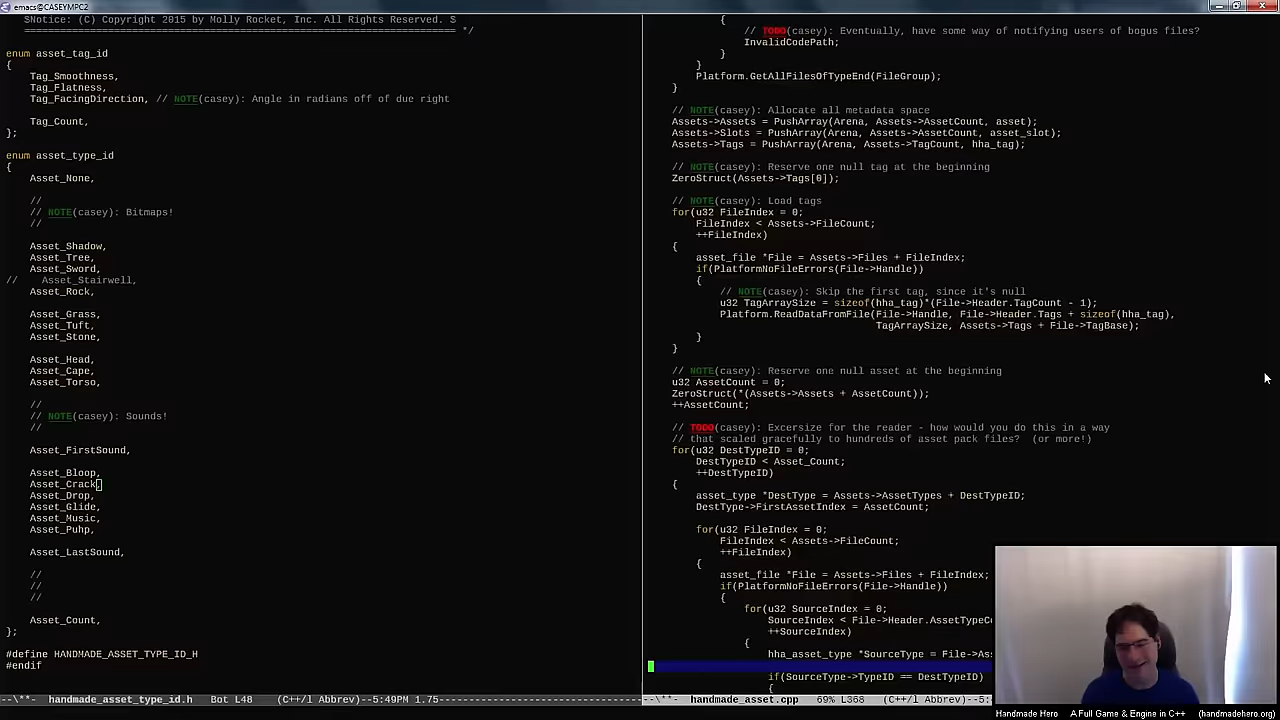 emacs@CASEYMPC2
$Notice: (C) Copyright 2015 by Molly Rocket, Inc. All Rights Reserved. $
======================================================================== */
enum asset_tag_id
{
Tag_Smoothness,
Tag_Flatness,
Tag_FacingDirection, // NOTE(casey): Angle in radians off of due right
Tag_Count,
};
enum asset_type_id
{
Asset_None,
//
// NOTE(casey): Bitmaps!
//
Asset_Shadow,
Asset_Tree,
Asset_Sword,
// Asset_Stairwell,
Asset_Rock,
Asset_Grass,
Asset_Tuft,
Asset_Stone,
Asset_Head,
Asset_Cape,
Asset_Torso,
//
// NOTE(casey): Sounds!
//
Asset_FirstSound,
Asset_Bloop,
Asset_Crack,
Asset_Drop,
Asset_Glide,
Asset_Music,
Asset_Puhp,
Asset_LastSound,
//
//
//
Asset_Count,
};
#define HANDMADE_ASSET_TYPE_ID_H
#endif
--\**- handmade_asset_type_id.h Bot L48 (C++/l Abbrev)--5:49PM 1.75
{
// TODO(casey): Eventually, have some way of notifying users of bogus files?
InvalidCodePath;
}
}
Platform.GetAllFilesOfTypeEnd(FileGroup);
}
// NOTE(casey): Allocate all metadata space
Assets->Assets = PushArray(Arena, Assets->AssetCount, asset);
Assets->Slots = PushArray(Arena, Assets->AssetCount, asset_slot);
Assets->Tags = PushArray(Arena, Assets->TagCount, hha_tag);
// NOTE(casey): Reserve one null tag at the beginning
ZeroStruct(Assets->Tags[0]);
// NOTE(casey): Load tags
for(u32 FileIndex = 0;
FileIndex < Assets->FileCount;
++FileIndex)
{
asset_file *File = Assets->Files + FileIndex;
if(PlatformNoFileErrors(File->Handle))
{
// NOTE(casey): Skip the first tag, since it's null
u32 TagArraySize = sizeof(hha_tag)*(File->Header.TagCount - 1);
Platform.ReadDataFromFile(File->Handle, File->Header.Tags + sizeof(hha_tag),
TagArraySize, Assets->Tags + File->TagBase);
}
}
// NOTE(casey): Reserve one null asset at the beginning
u32 AssetCount = 0;
ZeroStruct(*(Assets->Assets + AssetCount));
++AssetCount;
// TODO(casey): Excersize for the reader - how would you do this in a way
// that scaled gracefully to hundreds of asset pack files? (or more!)
for(u32 DestTypeID = 0;
DestTypeID < Asset_Count;
++DestTypeID)
{
asset_type *DestType = Assets->AssetTypes + DestTypeID;
DestType->FirstAssetIndex = AssetCount;
for(u32 FileIndex = 0;
FileIndex < Assets->FileCount;
++FileIndex)
{
asset_file *File = Assets->Files + FileIndex;
if(PlatformNoFileErrors(File->Handle))
{
for(u32 SourceIndex = 0;
SourceIndex < File->Header.AssetTypeC
++SourceIndex)
{
hha_asset_type *SourceType = File->As
if(SourceType->TypeID == DestTypeID)
{
--\**- handmade_asset.cpp 69% L368 (C++/l Abbrev)--5:
Handmade Hero A Full Game & Engine in C++ (handmadehero.org)